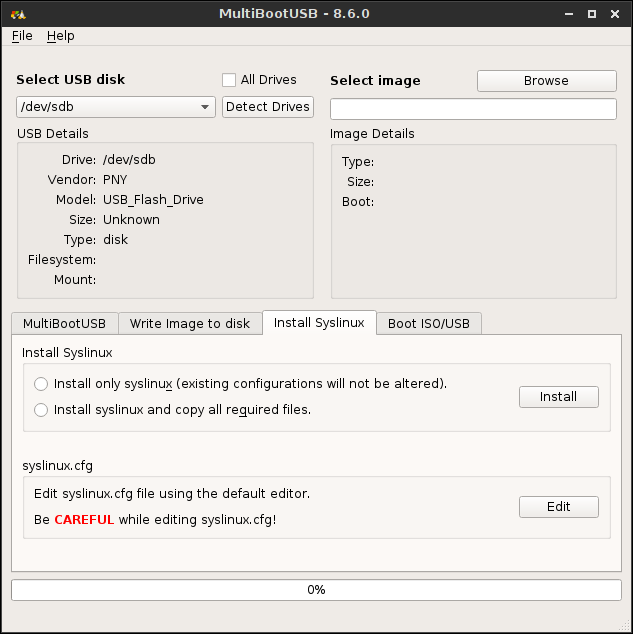 MultiBootUSB - 8.6.0
File Help
Select USB disk
All Drives
/dev/sdb
Detect Drives
Select image
Browse
USB Details
Drive: /dev/sdb
Vendor: PNY
Model: USB_Flash_Drive
Size: Unknown
Type: disk
Filesystem:
Mount:
Image Details
Type:
Size:
Boot:
MultiBootUSB
Write Image to disk
Install Syslinux
Boot ISO/USB
Install Syslinux
Install only syslinux (existing configurations will not be altered).
Install syslinux and copy all required files.
Install
syslinux.cfg
Edit syslinux.cfg file using the default editor.
Be CAREFUL while editing syslinux.cfg!
Edit
0%